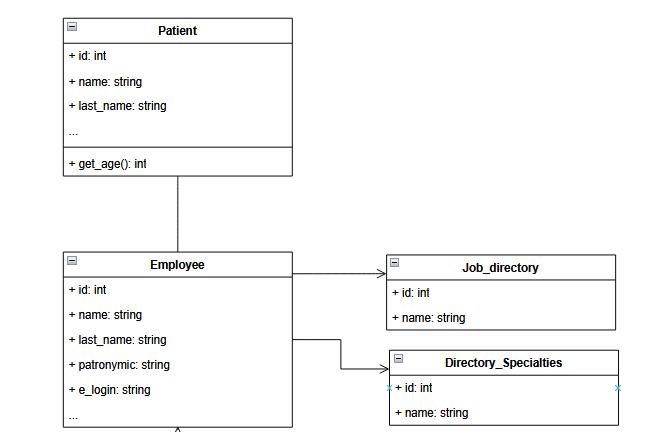 Patient
+ id: int
+ name: string
+ last_name: string
...
+ get_age(): int
Employee
+ id: int
+ name: string
+ last_name: string
+ patronymic: string
+ e_login: string
...
Job_directory
+ id: int
+ name: string
Directory_Specialties
+ id: int
+ name: string